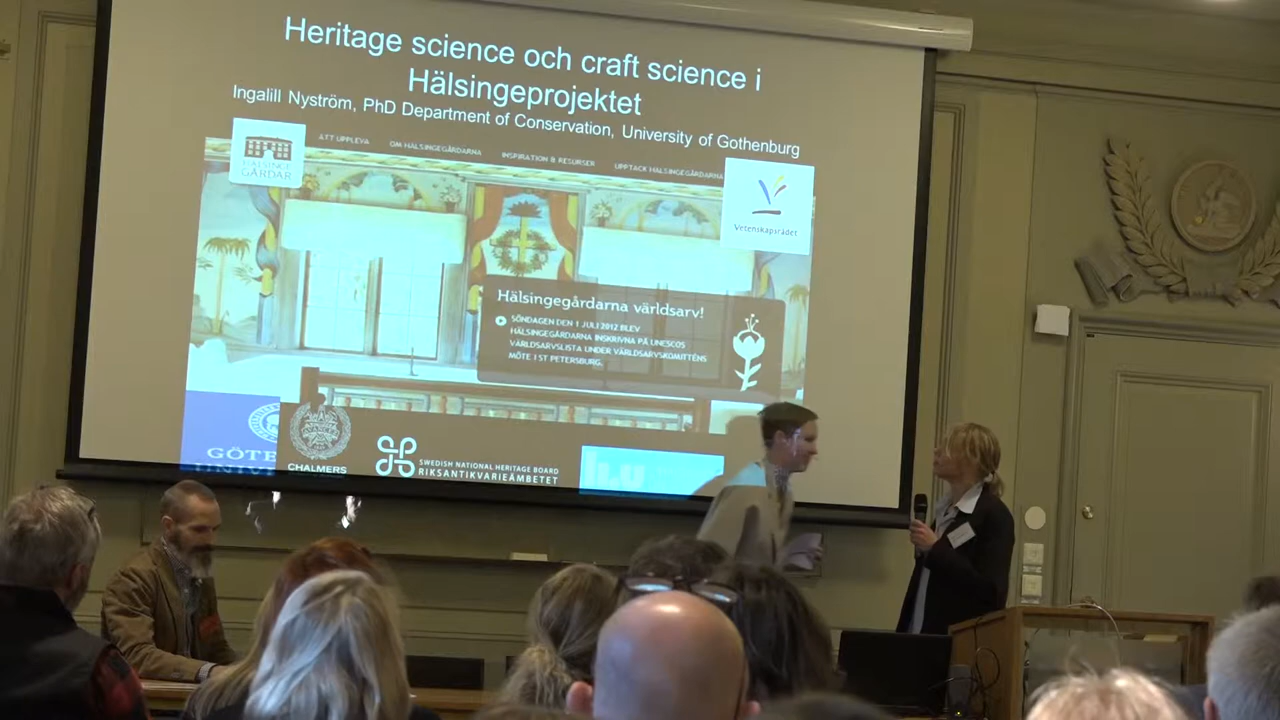 Heritage science och craft science i
Hälsingeprojektet
Ingalill Nyström, PhD Department of Conservation, University of Gothenburg
HÄLSINGE
GÅRDAR
ATT UPPLEVA
OM HÄLSINGEGÅRDARNA
INSPIRATION & RESURSER
UPPTÄCK HÄLSINGEGÅRDARNA
Vetenskapsrådet
Hälsingegårdarna världsarv!
SÖNDAGEN DEN 1 JULI 2012 BLEV
HÄLSINGEGÅRDARNA INSKRIVNA PÅ UNESCOS
VÄRLDSARVSLISTA UNDER VÄRLDSARVSKOMITTÉNS
MÖTE I ST PETERSBURG.
CHALMERS
SWEDISH NATIONAL HERITAGE BOARD
RIKSANTIKVARIEÄMBETET